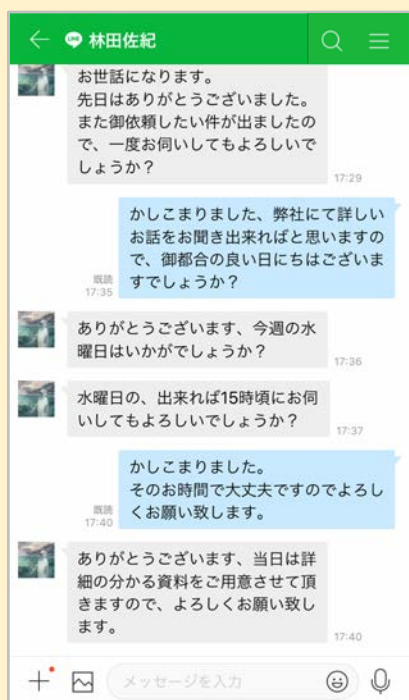 LINE 林田佐紀
お世話になります。
先日はありがとうございました。
また御依頼したい件が出ましたの
で、一度お伺いしてもよろしいで
しょうか？
17:29
かしこまりました、弊社にて詳しい
お話をお聞き出来ればと思いますの
で、御都合の良い日にちはございま
すでしょうか？
既読
17:35
ありがとうございます、今週の水
曜日はいかがでしょうか？
17:36
水曜日の、出来れば15時頃にお伺
いしてもよろしいでしょうか？
17:37
かしこまりました。
そのお時間で大丈夫ですのでよろし
くお願い致します。
既読
17:40
ありがとうございます、当日は詳
細の分かる資料をご用意させて頂
きますので、よろしくお願い致し
ます。
17:40
メッセージを入力